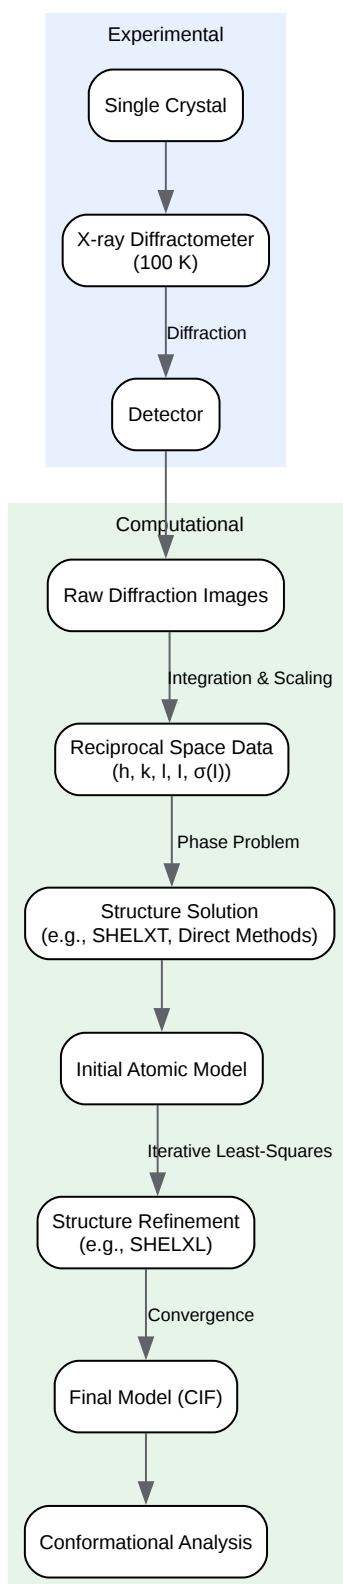 Experimental
Single Crystal
X-ray Diffractometer
(100 K)
Diffraction
Detector
Computational
Raw Diffraction Images
Integration & Scaling
Reciprocal Space Data
(h, k, l, I, σ(I))
Phase Problem
Structure Solution
(e.g., SHELXT, Direct Methods)
Initial Atomic Model
Iterative Least-Squares
Structure Refinement
(e.g., SHELXL)
Convergence
Final Model (CIF)
Conformational Analysis